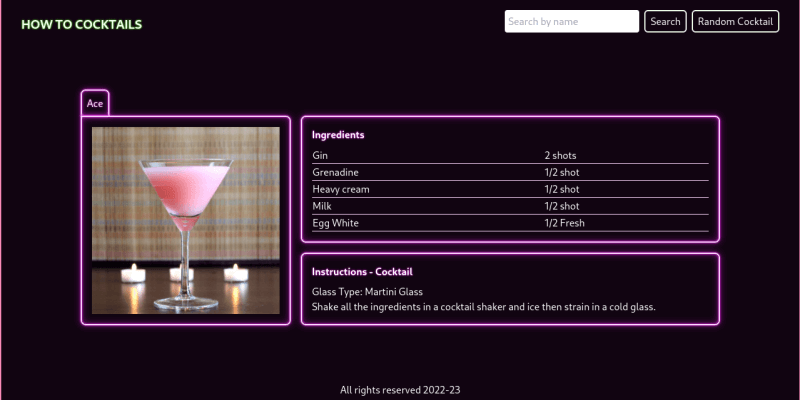 HOW TO COCKTAILS
Search by name
Search
Random Cocktail
Ace
Ingredients
Gin 2 shots
Grenadine 1/2 shot
Heavy cream 1/2 shot
Milk 1/2 shot
Egg White 1/2 Fresh
Instructions - Cocktail
Glass Type: Martini Glass
Shake all the ingredients in a cocktail shaker and ice then strain in a cold glass.
All rights reserved 2022-23